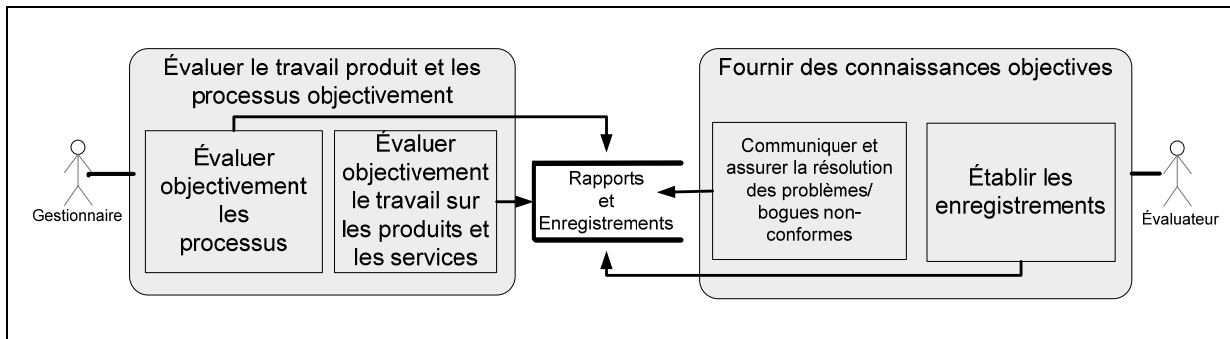 Évaluer le travail produit et les
processus objectivement
Évaluer
objectivement
les
processus
Évaluer
objectivement
le travail sur
les produits et
les services
Gestionnaire
Rapports
et
Enregistrements
Fournir des connaissances objectives
Communiquer et
assurer la résolution
des problèmes/
bogues non-
conformes
Établir les
enregistrements
Évaluateur